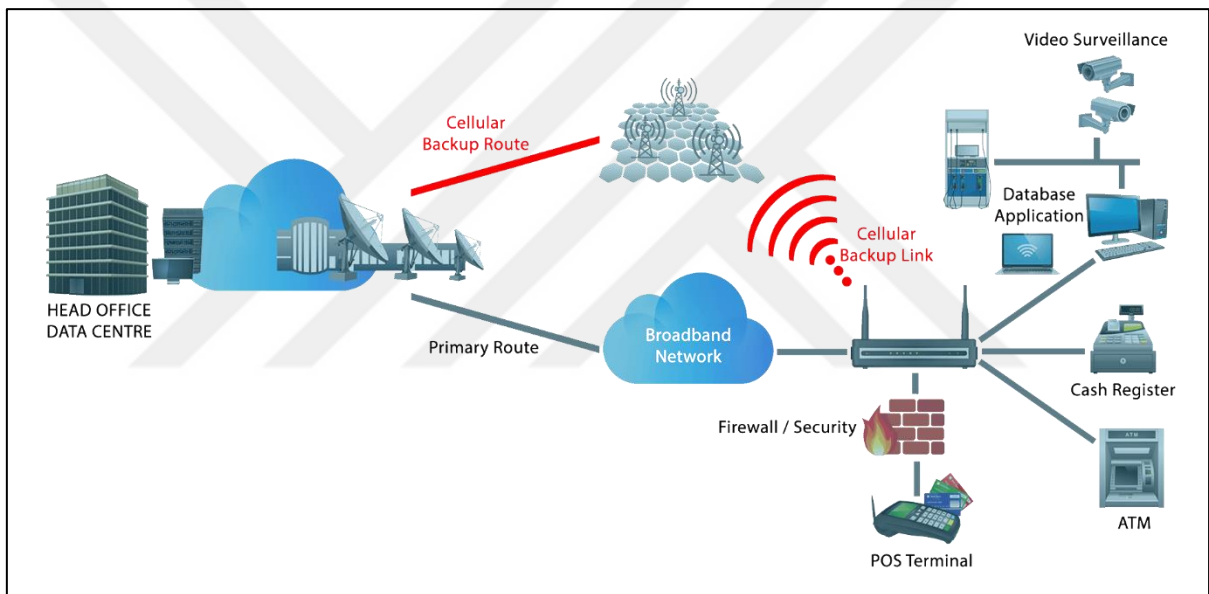 Video Surveillance
Cellular
Backup Route
Database
Application
Cellular
Backup Link
HEAD OFFICE
DATA CENTRE
Primary Route
Broadband
Network
Cash Register
Firewall / Security
ATM
ATM
POS Terminal